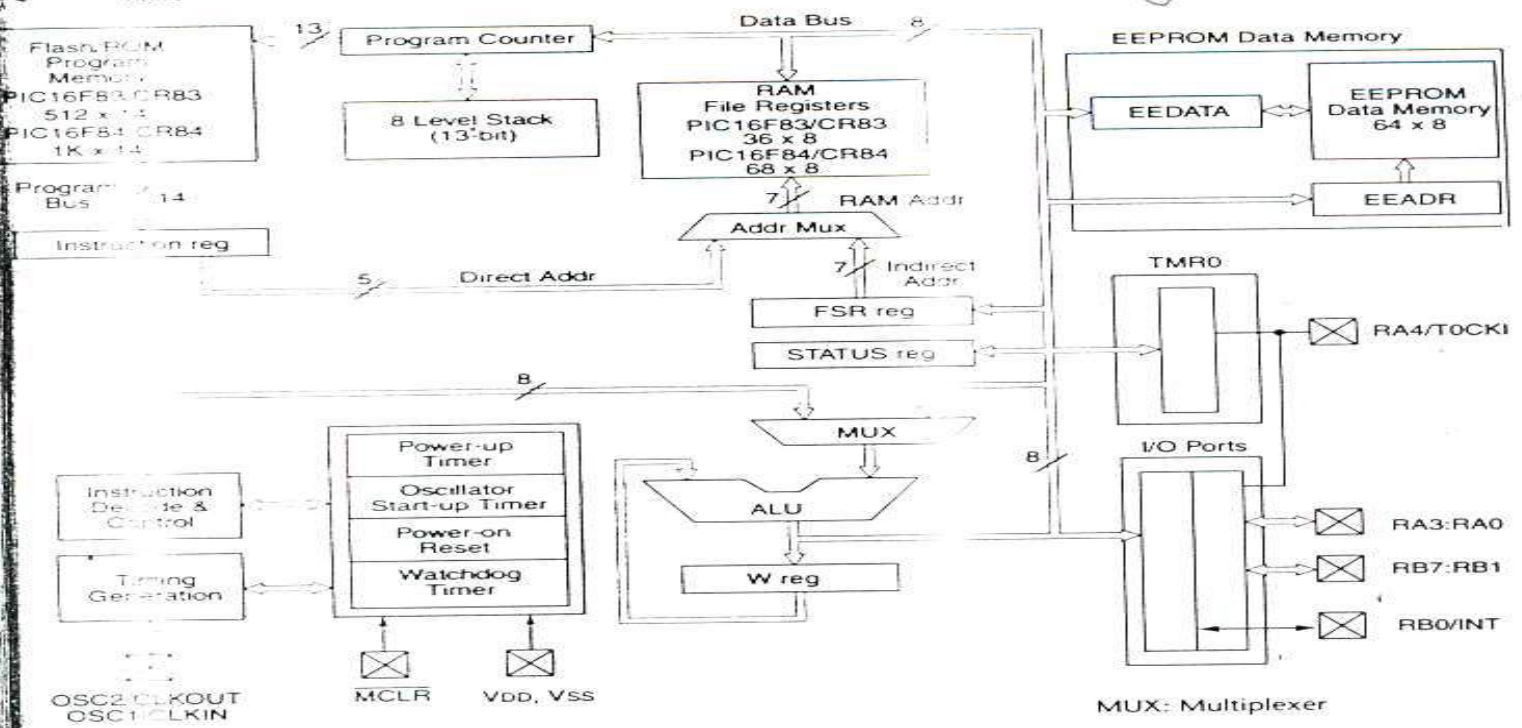 Data Bus
8
13
Program Counter
Flash/ROM
Program
Memory
PIC16F83/CR83
512 x 14
PIC16F84/CR84
1K x 14
8 Level Stack
(13-bit)
RAM
File Registers
PIC16F83/CR83
36 x 8
PIC16F84/CR84
68 x 8
EEPROM Data Memory
EEDATA
EEPROM
Data Memory
64 x 8
EEADR
Program
Bus
14
7
RAM Addr
Addr Mux
Instruction reg
5
Direct Addr
7
Indirect
Addr
FSR reg
STATUS reg
TMR0
RA4/T0CKI
8
MUX
Power-up
Timer
Oscillator
Start-up Timer
Power-on
Reset
Watchdog
Timer
Instruction
Decode &
Control
Timing
Generation
ALU
8
W reg
I/O Ports
RA3:RA0
RB7:RB1
RB0/INT
OSC2/CLKOUT
OSC1/CLKIN
MCLR
VDD, VSS
MUX: Multiplexer